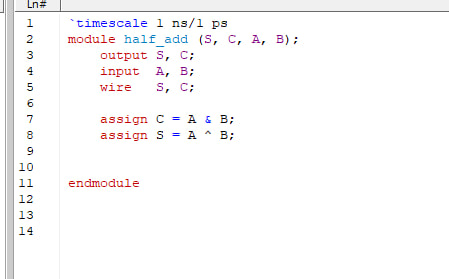 Ln#
1 `timescale 1 ns/1 ps
2 module half_add (S, C, A, B);
3 output S, C;
4 input A, B;
5 wire S, C;
6
7 assign C = A & B;
8 assign S = A ^ B;
9
10
11 endmodule
12
13
14